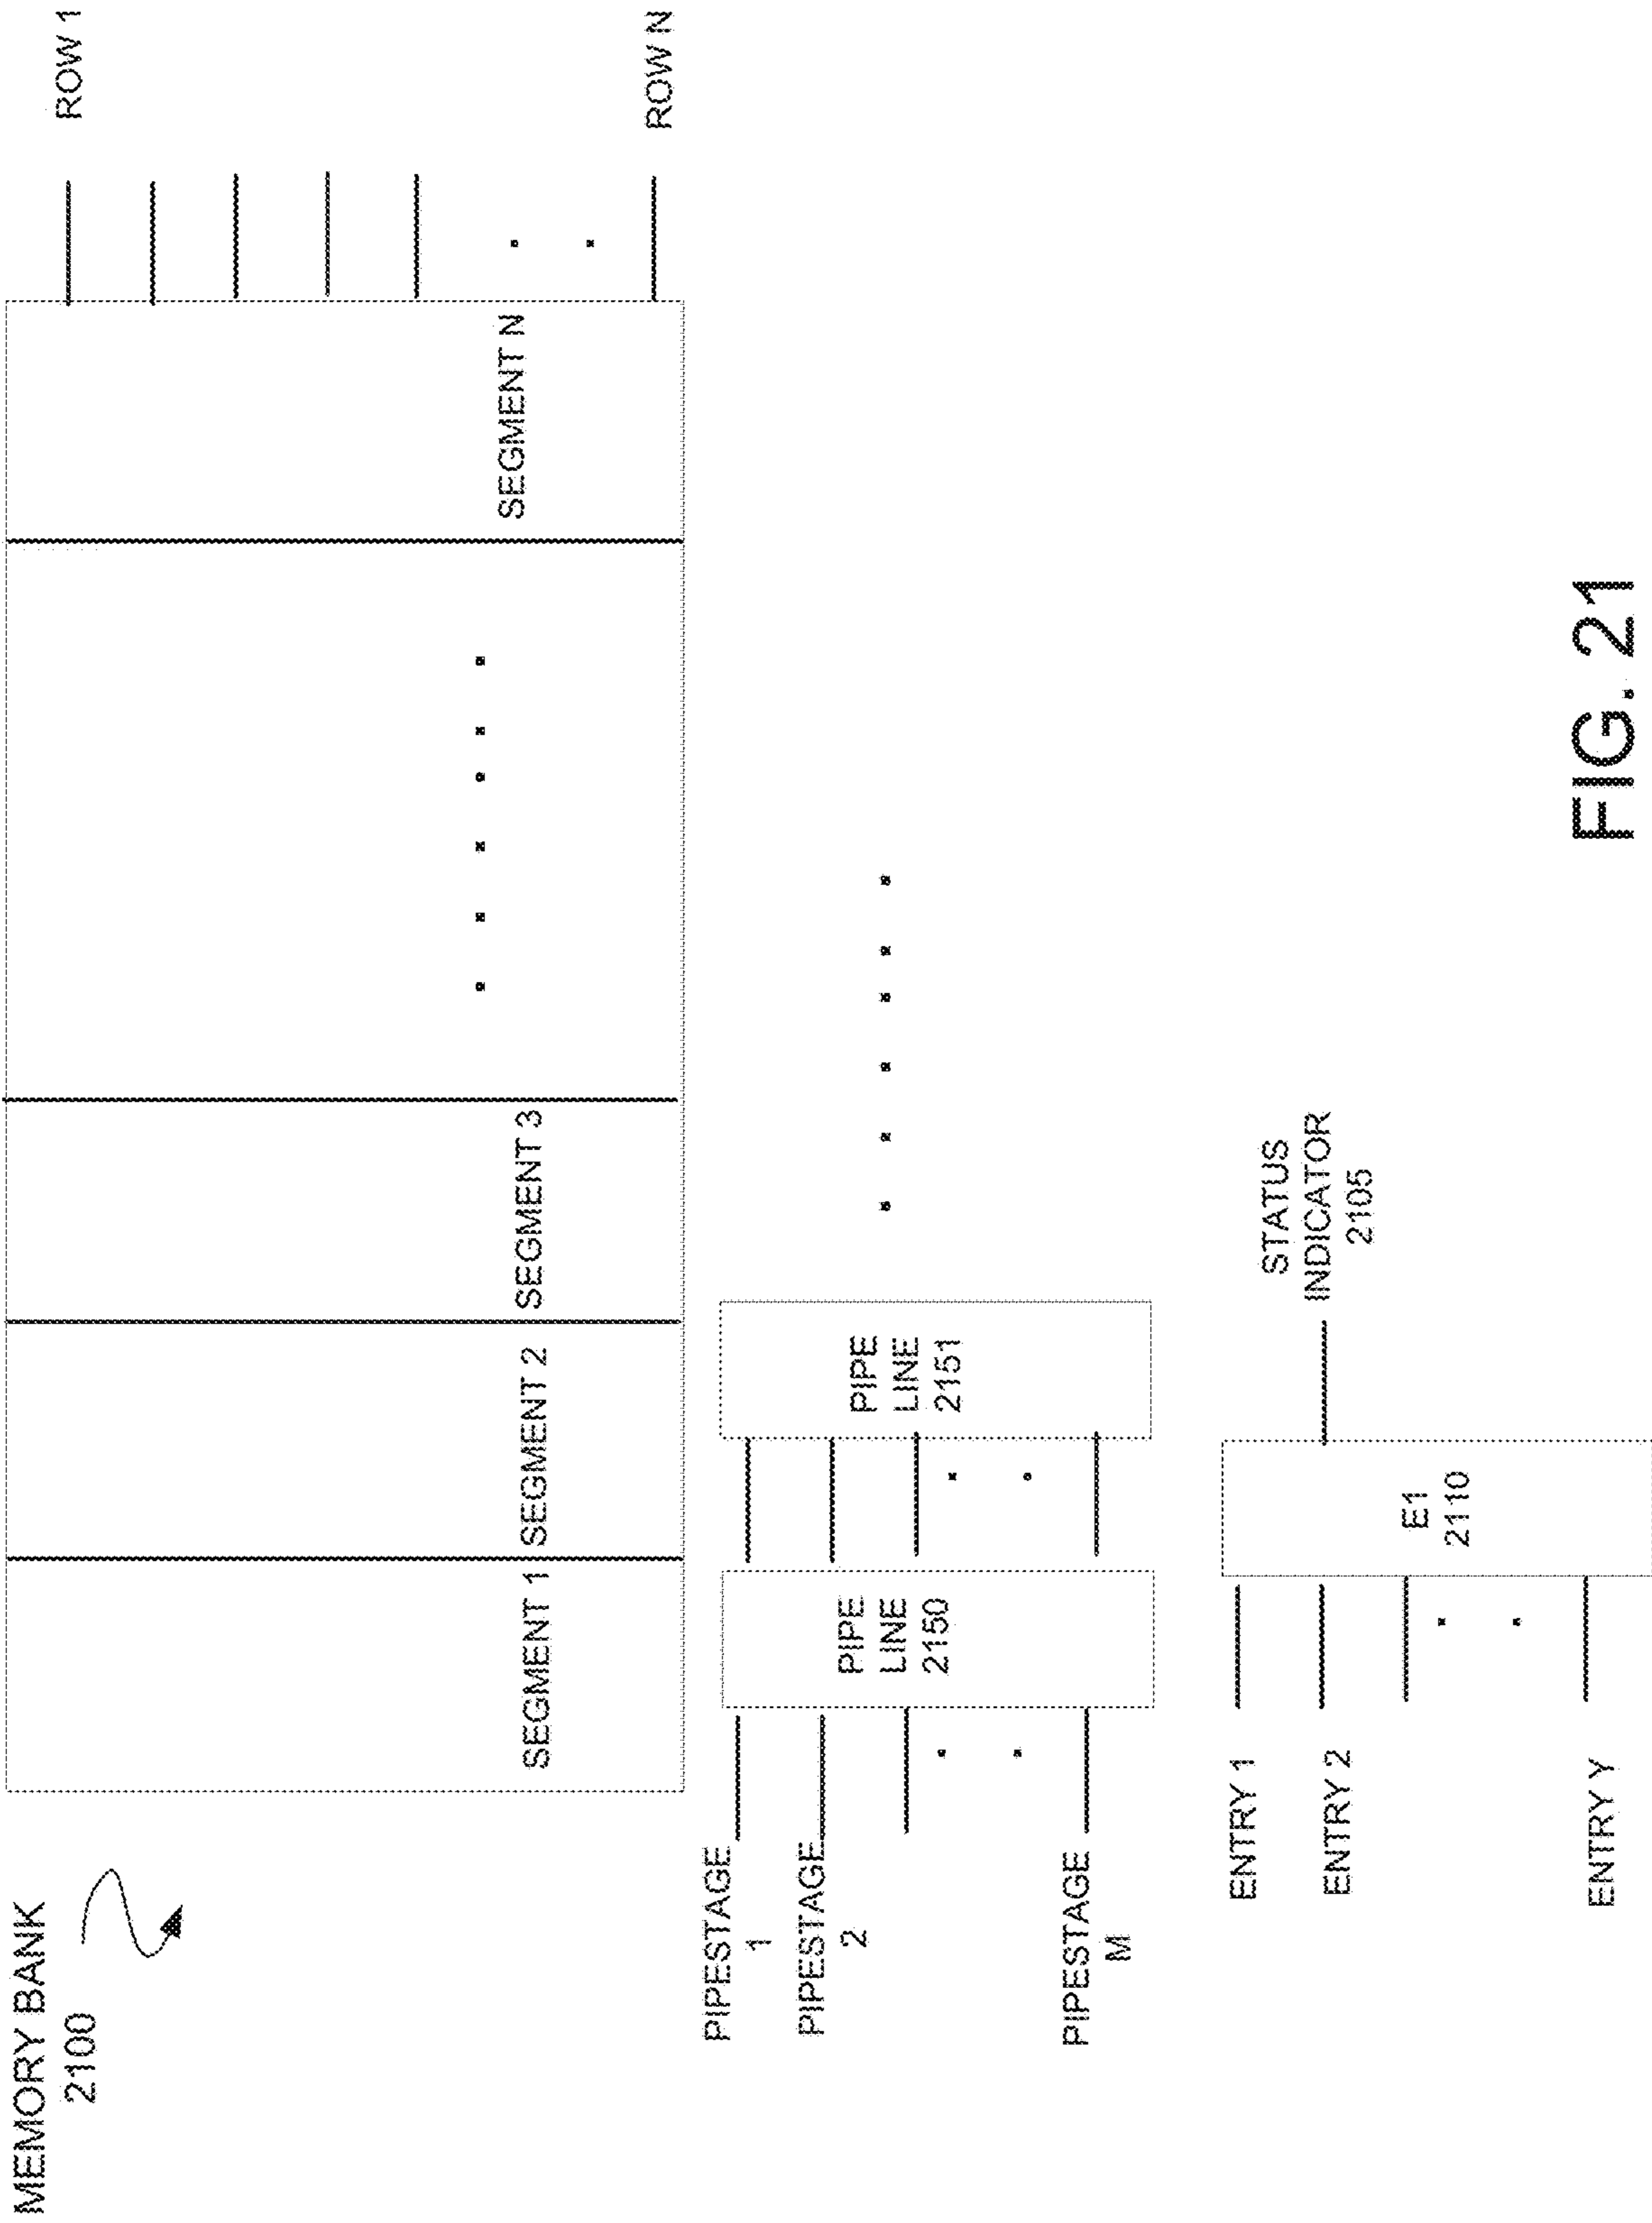 MEMORY BANK
2100
ROW 1
ROW N
SEGMENT 1
SEGMENT 2
SEGMENT 3
SEGMENT N
PIPESTAGE
1
PIPESTAGE
2
PIPESTAGE
M
PIPE
LINE
2150
PIPE
LINE
2151
ENTRY 1
ENTRY 2
ENTRY Y
E1
2110
STATUS
INDICATOR
2105
FIG. 21